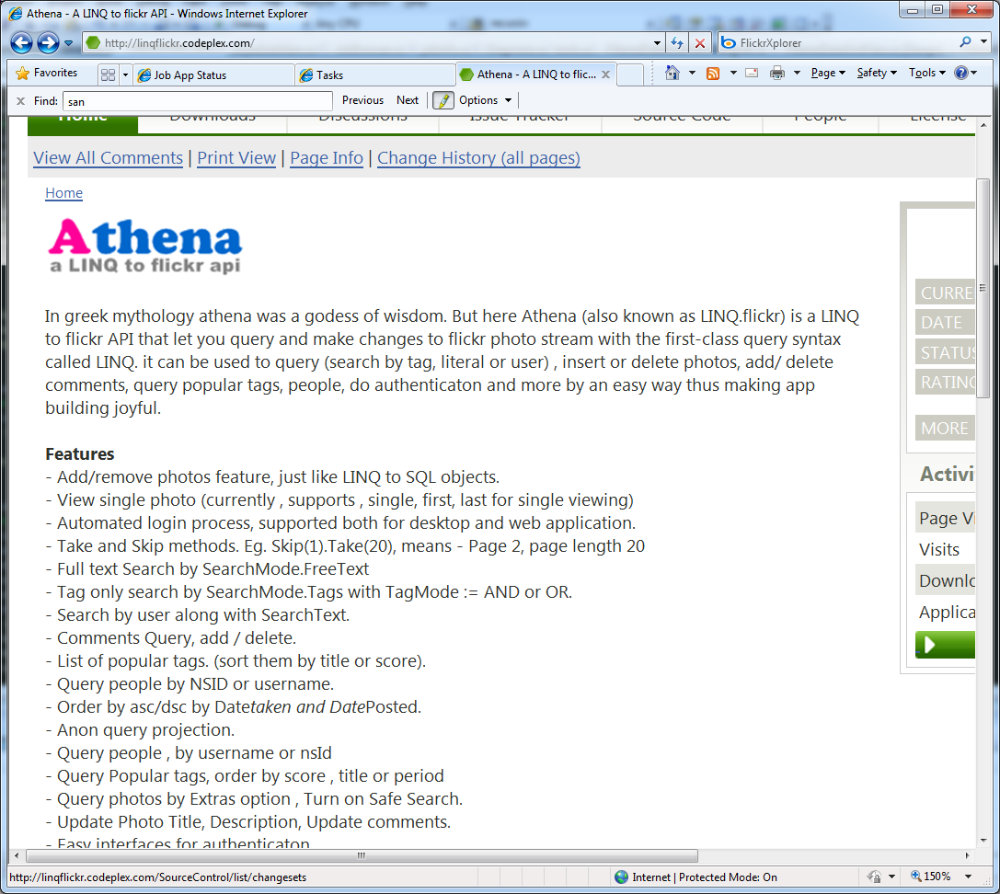 Athena - A LINQ to flickr API - Windows Internet Explorer
http://linqflickr.codeplex.com/
FlickrXplorer
Favorites
Job App Status
Tasks
Athena - A LINQ to flic...
Page
Safety
Tools
Find: san
Previous
Next
Options
Home
Downloads
Discussions
Issue Tracker
Source Code
People
License
View All Comments | Print View | Page Info | Change History (all pages)
Home
Athena
a LINQ to flickr api
In greek mythology athena was a godess of wisdom. But here Athena (also known as LINQ.flickr) is a LINQ
to flickr API that let you query and make changes to flickr photo stream with the first-class query syntax
called LINQ. it can be used to query (search by tag, literal or user) , insert or delete photos, add/ delete
comments, query popular tags, people, do authenticaton and more by an easy way thus making app
building joyful.
Features
- Add/remove photos feature, just like LINQ to SQL objects.
- View single photo (currently , supports , single, first, last for single viewing)
- Automated login process, supported both for desktop and web application.
- Take and Skip methods. Eg. Skip(1).Take(20), means - Page 2, page length 20
- Full text Search by SearchMode.FreeText
- Tag only search by SearchMode.Tags with TagMode := AND or OR.
- Search by user along with SearchText.
- Comments Query, add / delete.
- List of popular tags. (sort them by title or score).
- Query people by NSID or username.
- Order by asc/dsc by Datetaken and DatePosted.
- Anon query projection.
- Query people , by username or nsId
- Query Popular tags, order by score , title or period
- Query photos by Extras option , Turn on Safe Search.
- Update Photo Title, Description, Update comments.
- Easy interfaces for authenticaton
CURRE
DATE
STATUS
RATING
MORE
Activi
Page Vi
Visits
Downlo
Applica
http://linqflickr.codeplex.com/SourceControl/list/changesets
Internet | Protected Mode: On
150%